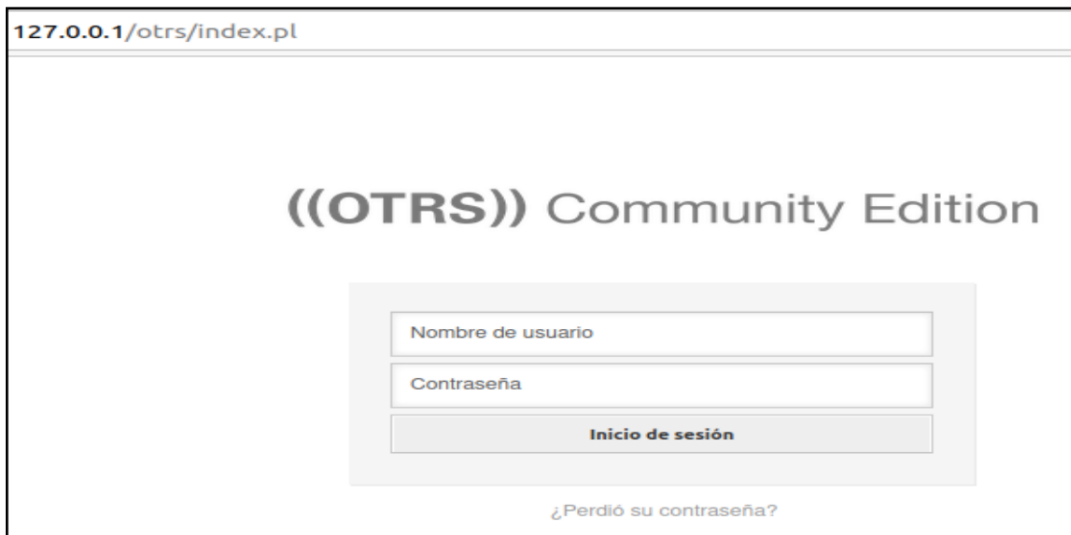 127.0.0.1/otrs/index.pl
((OTRS)) Community Edition
Nombre de usuario
Contraseña
Inicio de sesión
¿Perdió su contraseña?